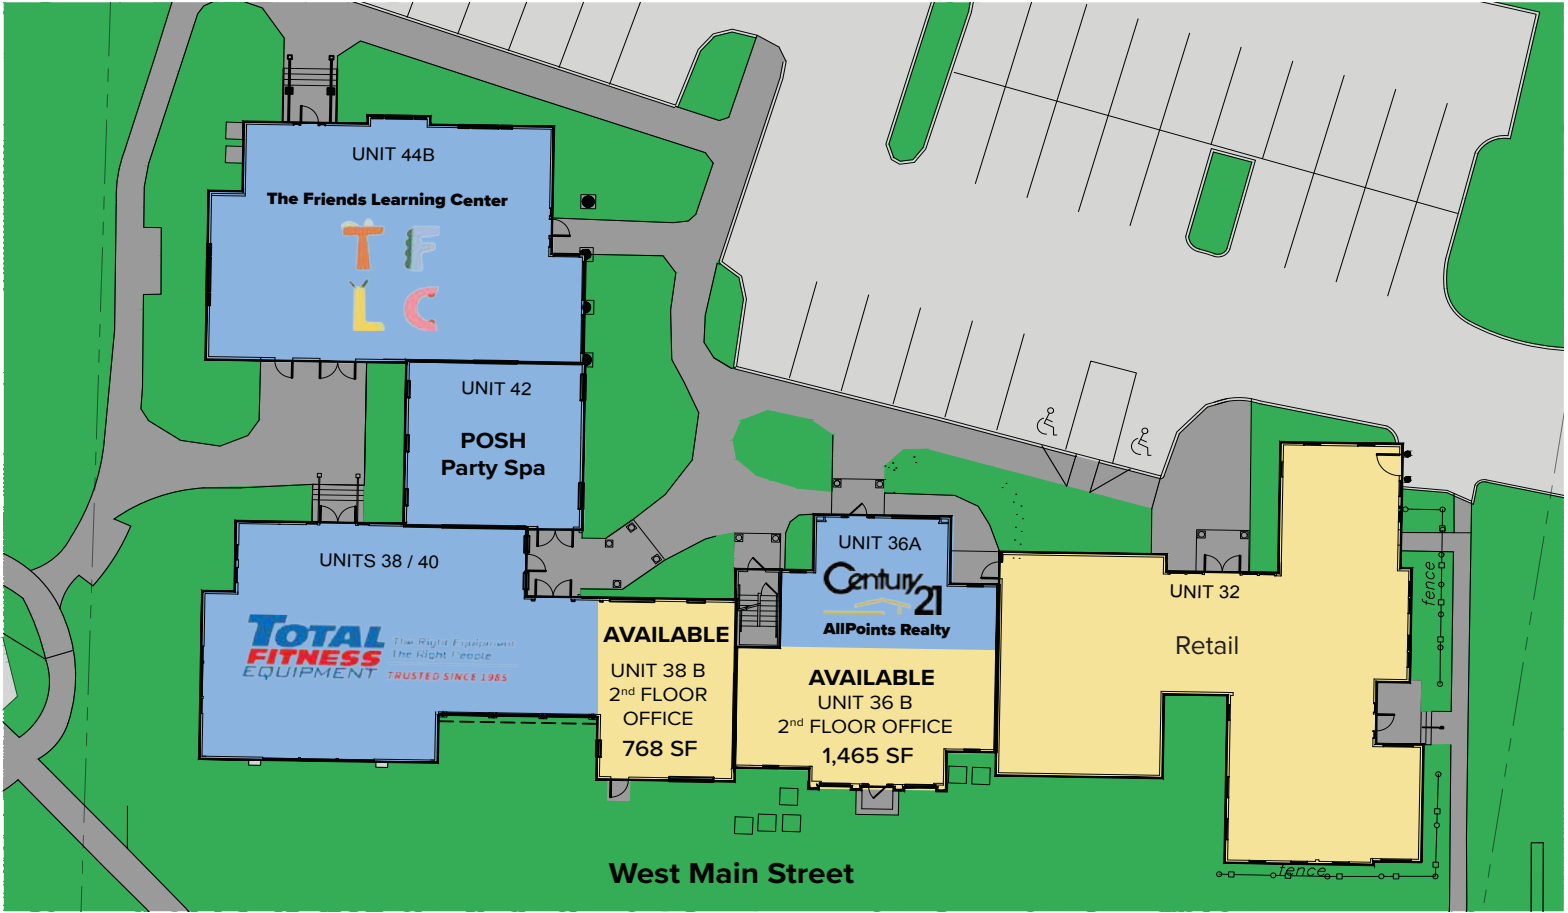 UNIT 44B
The Friends Learning Center
T F
L C
UNIT 42
POSH
Party Spa
UNITS 38 / 40
TOTAL
FITNESS
EQUIPMENT
The Right Equipment
The Right People
TRUSTED SINCE 1985
AVAILABLE
UNIT 38 B
2nd FLOOR
OFFICE
768 SF
UNIT 36A
Century
21
AllPoints Realty
AVAILABLE
UNIT 36 B
2nd FLOOR OFFICE
1,465 SF
UNIT 32
Retail
fence
fence
West Main Street